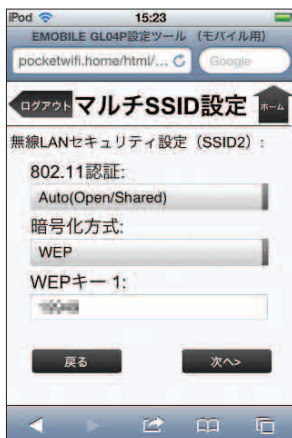 iPod 15:23
EMOBILE GL04P設定ツール (モバイル用)
pocketwifi.home/html/... Google
ログアウト マルチSSID設定 ホーム
無線LANセキュリティ設定（SSID2）:
802.11認証:
Auto(Open/Shared)
暗号化方式:
WEP
WEPキー 1:
戻る 次へ>